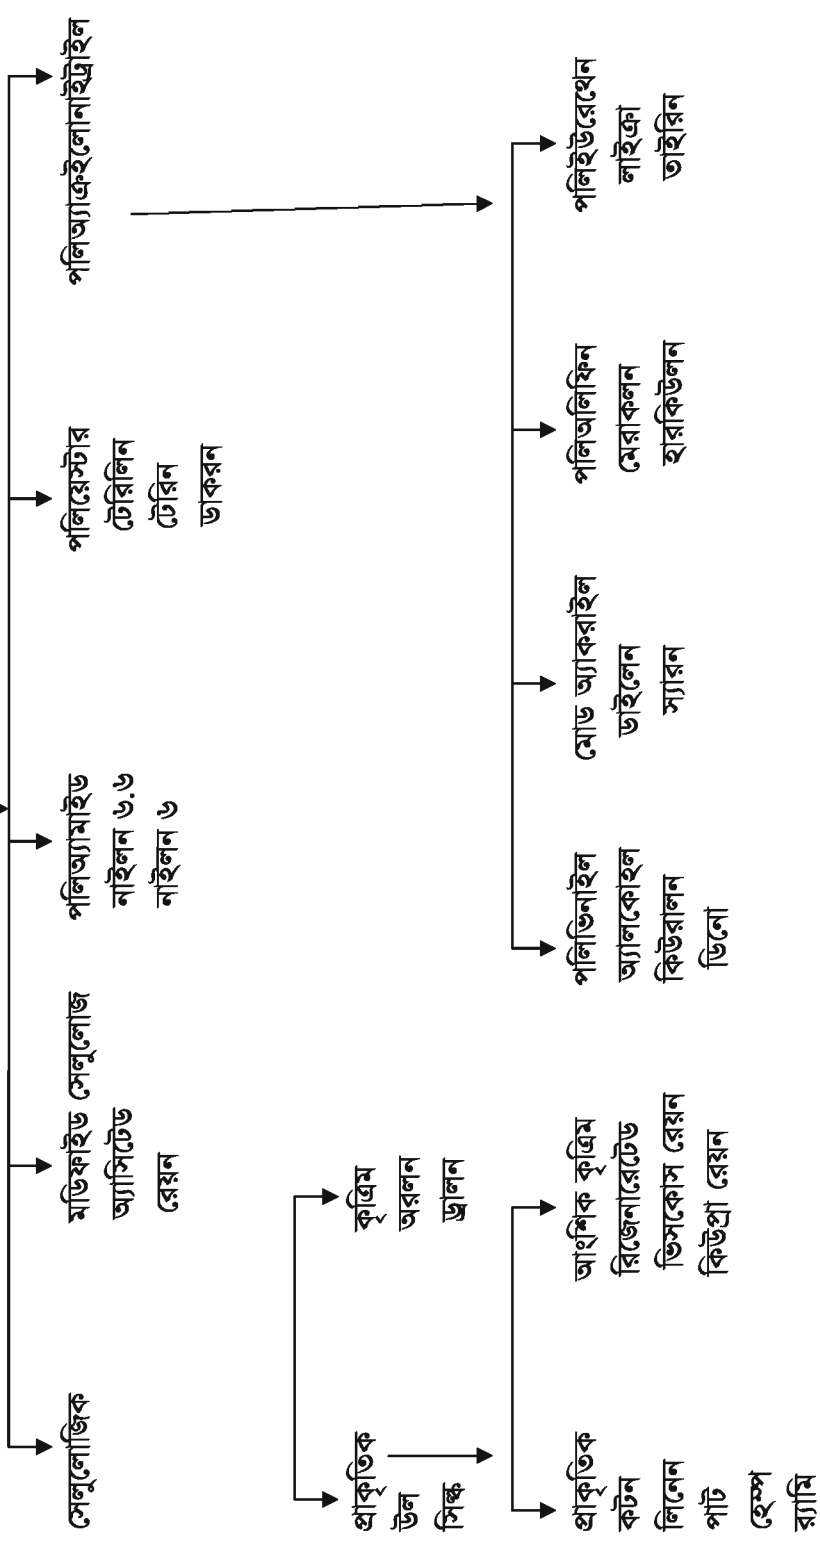 সেলুলোজিক
মডিফাইড সেলুলোজ
অ্যাসিটেড
রেয়ন
পলিঅ্যামাইড
নাইলন ৬.৬
নাইলন ৬
পলিয়েস্টার
টেরিলিন
টেরিন
ডাকরন
পলিঅ্যাক্রইলোনাইট্রাইল
প্রাকৃতিক
উল
সিল্ক
কৃত্রিম
অরলন
ড্রালন
প্রাকৃতিক
কটন
লিনেন
পাট
হেম্প
র‍্যামি
আংশিক কৃত্রিম
রিজেনারেটেড
ভিসকোস রেয়ন
কিউপ্রা রেয়ন
পলিভিনাইল
অ্যালকোহল
কিউরালন
ভিনো
মোড অ্যাকরাইল
ডাইলেন
স্যারন
পলিঅলিফিন
মেরাকলন
হারকিউলন
পলিইউরেথেন
লাইক্রা
তাইরিন